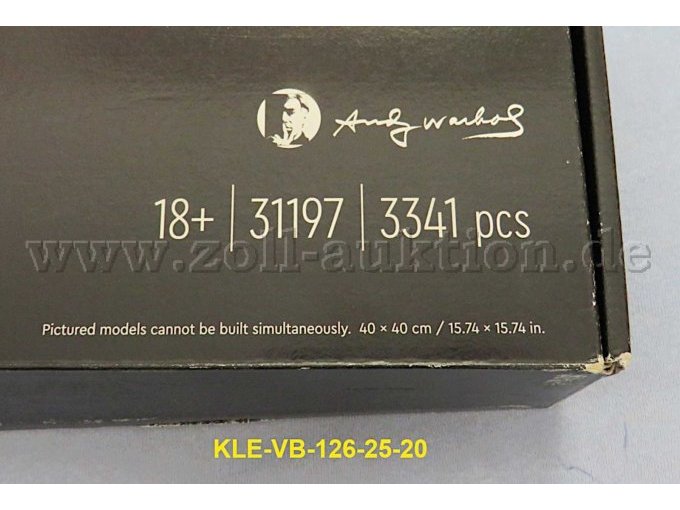 Andy Warhol
18+ | 31197 | 3341 pcs
www.zoll-auktion.de
Pictured models cannot be built simultaneously. 40 × 40 cm / 15.74 × 15.74 in.
KLE-VB-126-25-20